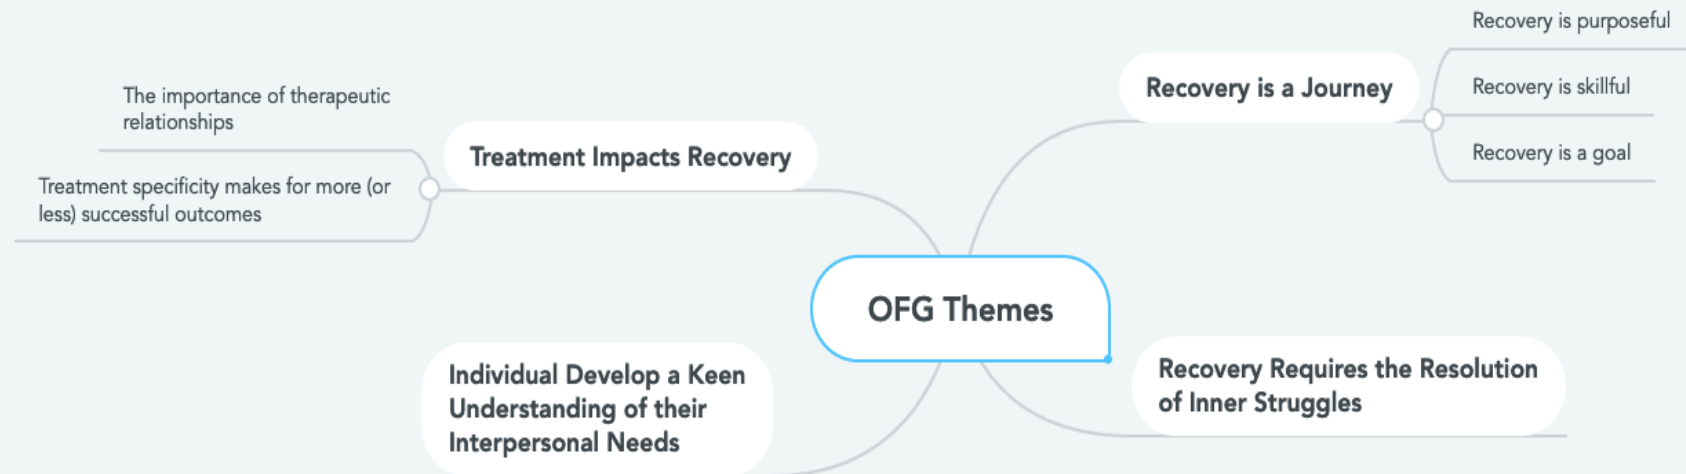 Recovery is purposeful
Recovery is a Journey
Recovery is skillful
Recovery is a goal
The importance of therapeutic
relationships
Treatment Impacts Recovery
Treatment specificity makes for more (or
less) successful outcomes
OFG Themes
Individual Develop a Keen
Understanding of their
Interpersonal Needs
Recovery Requires the Resolution
of Inner Struggles